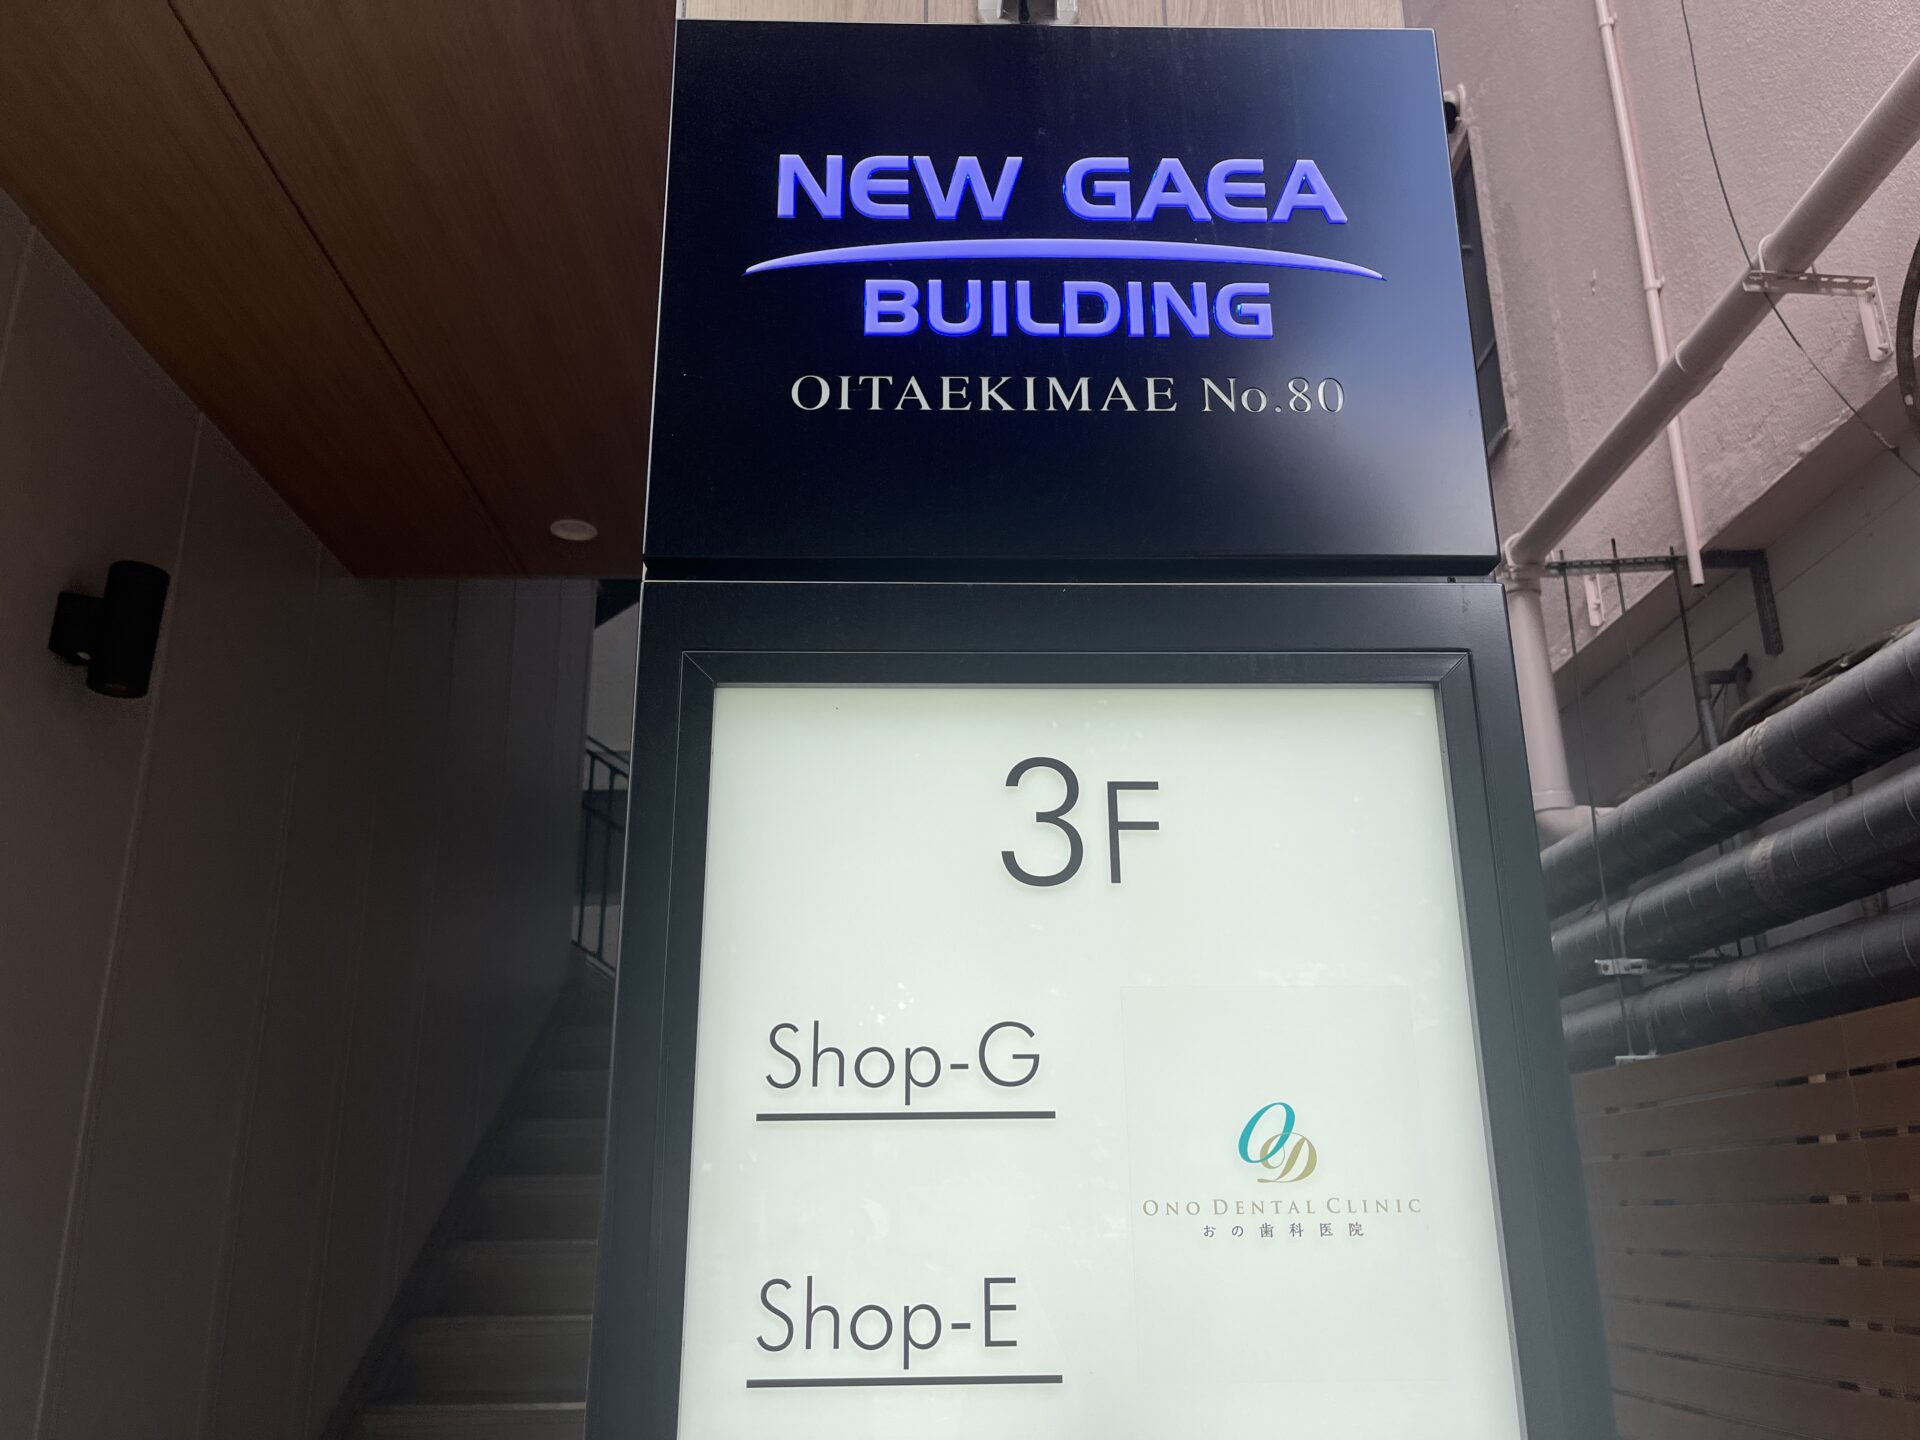 NEW GAEA
BUILDING
OITAEKIMAE No.80
3F
Shop-G
OD
ONO DENTAL CLINIC
おの歯科医院
Shop-E